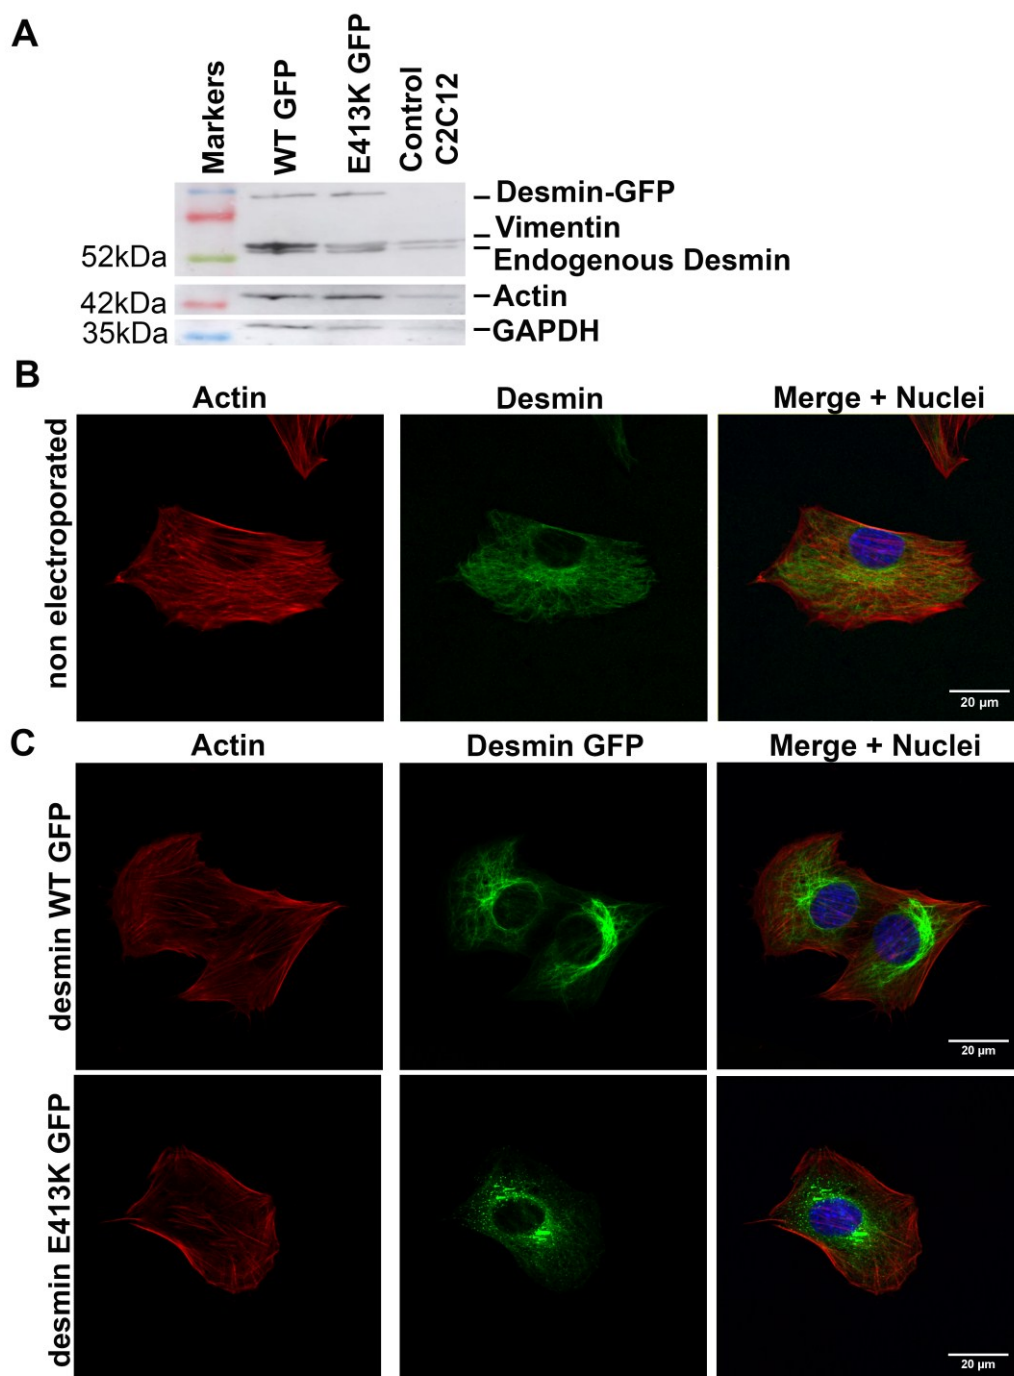 A
Markers
WT GFP
E413K GFP
Control
C2C12
Desmin-GFP
Vimentin
52kDa
Endogenous Desmin
42kDa
Actin
35kDa
GAPDH
B
Actin
Desmin
Merge + Nuclei
non electroporated
20 µm
C
Actin
Desmin GFP
Merge + Nuclei
desmin WT GFP
20 µm
desmin E413K GFP
20 µm